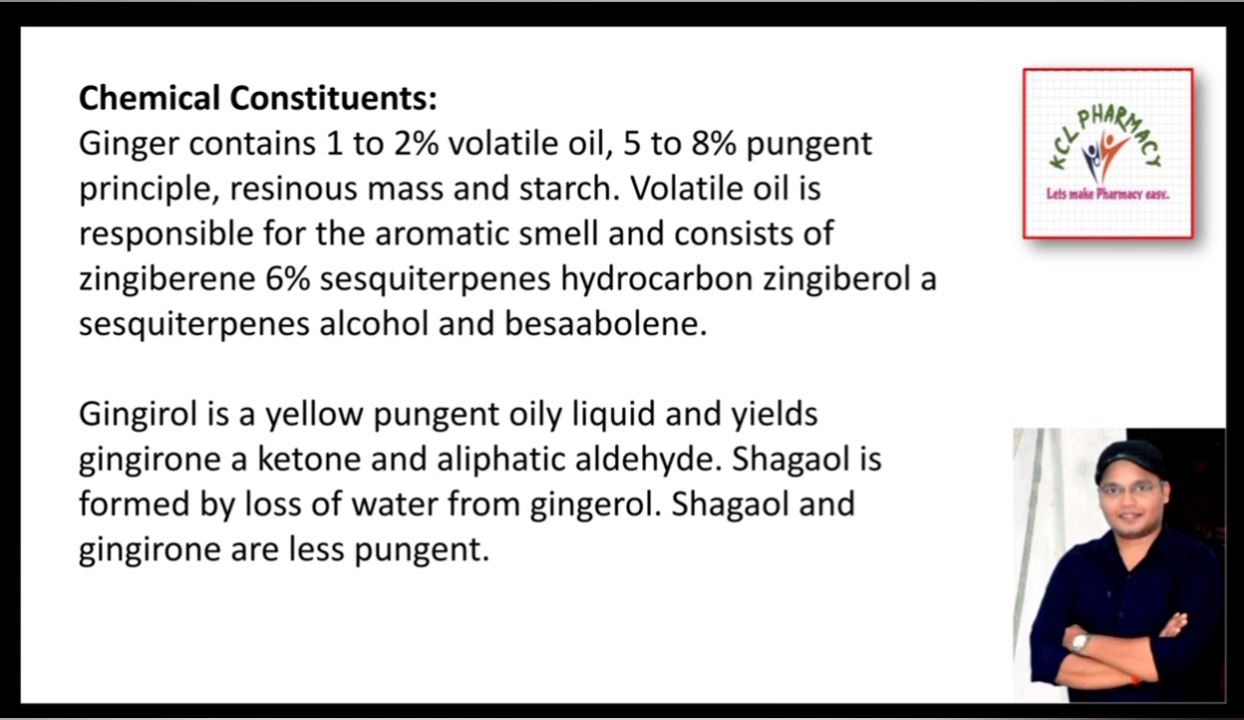 Chemical Constituents:
Ginger contains 1 to 2% volatile oil, 5 to 8% pungent
principle, resinous mass and starch. Volatile oil is
responsible for the aromatic smell and consists of
zingiberene 6% sesquiterpenes hydrocarbon zingiberol a
sesquiterpenes alcohol and besaabolene.
Gingirol is a yellow pungent oily liquid and yields
gingirone a ketone and aliphatic aldehyde. Shagaol is
formed by loss of water from gingerol. Shagaol and
gingirone are less pungent.
KCL PHARMACY
Lets make Pharmacy easy..